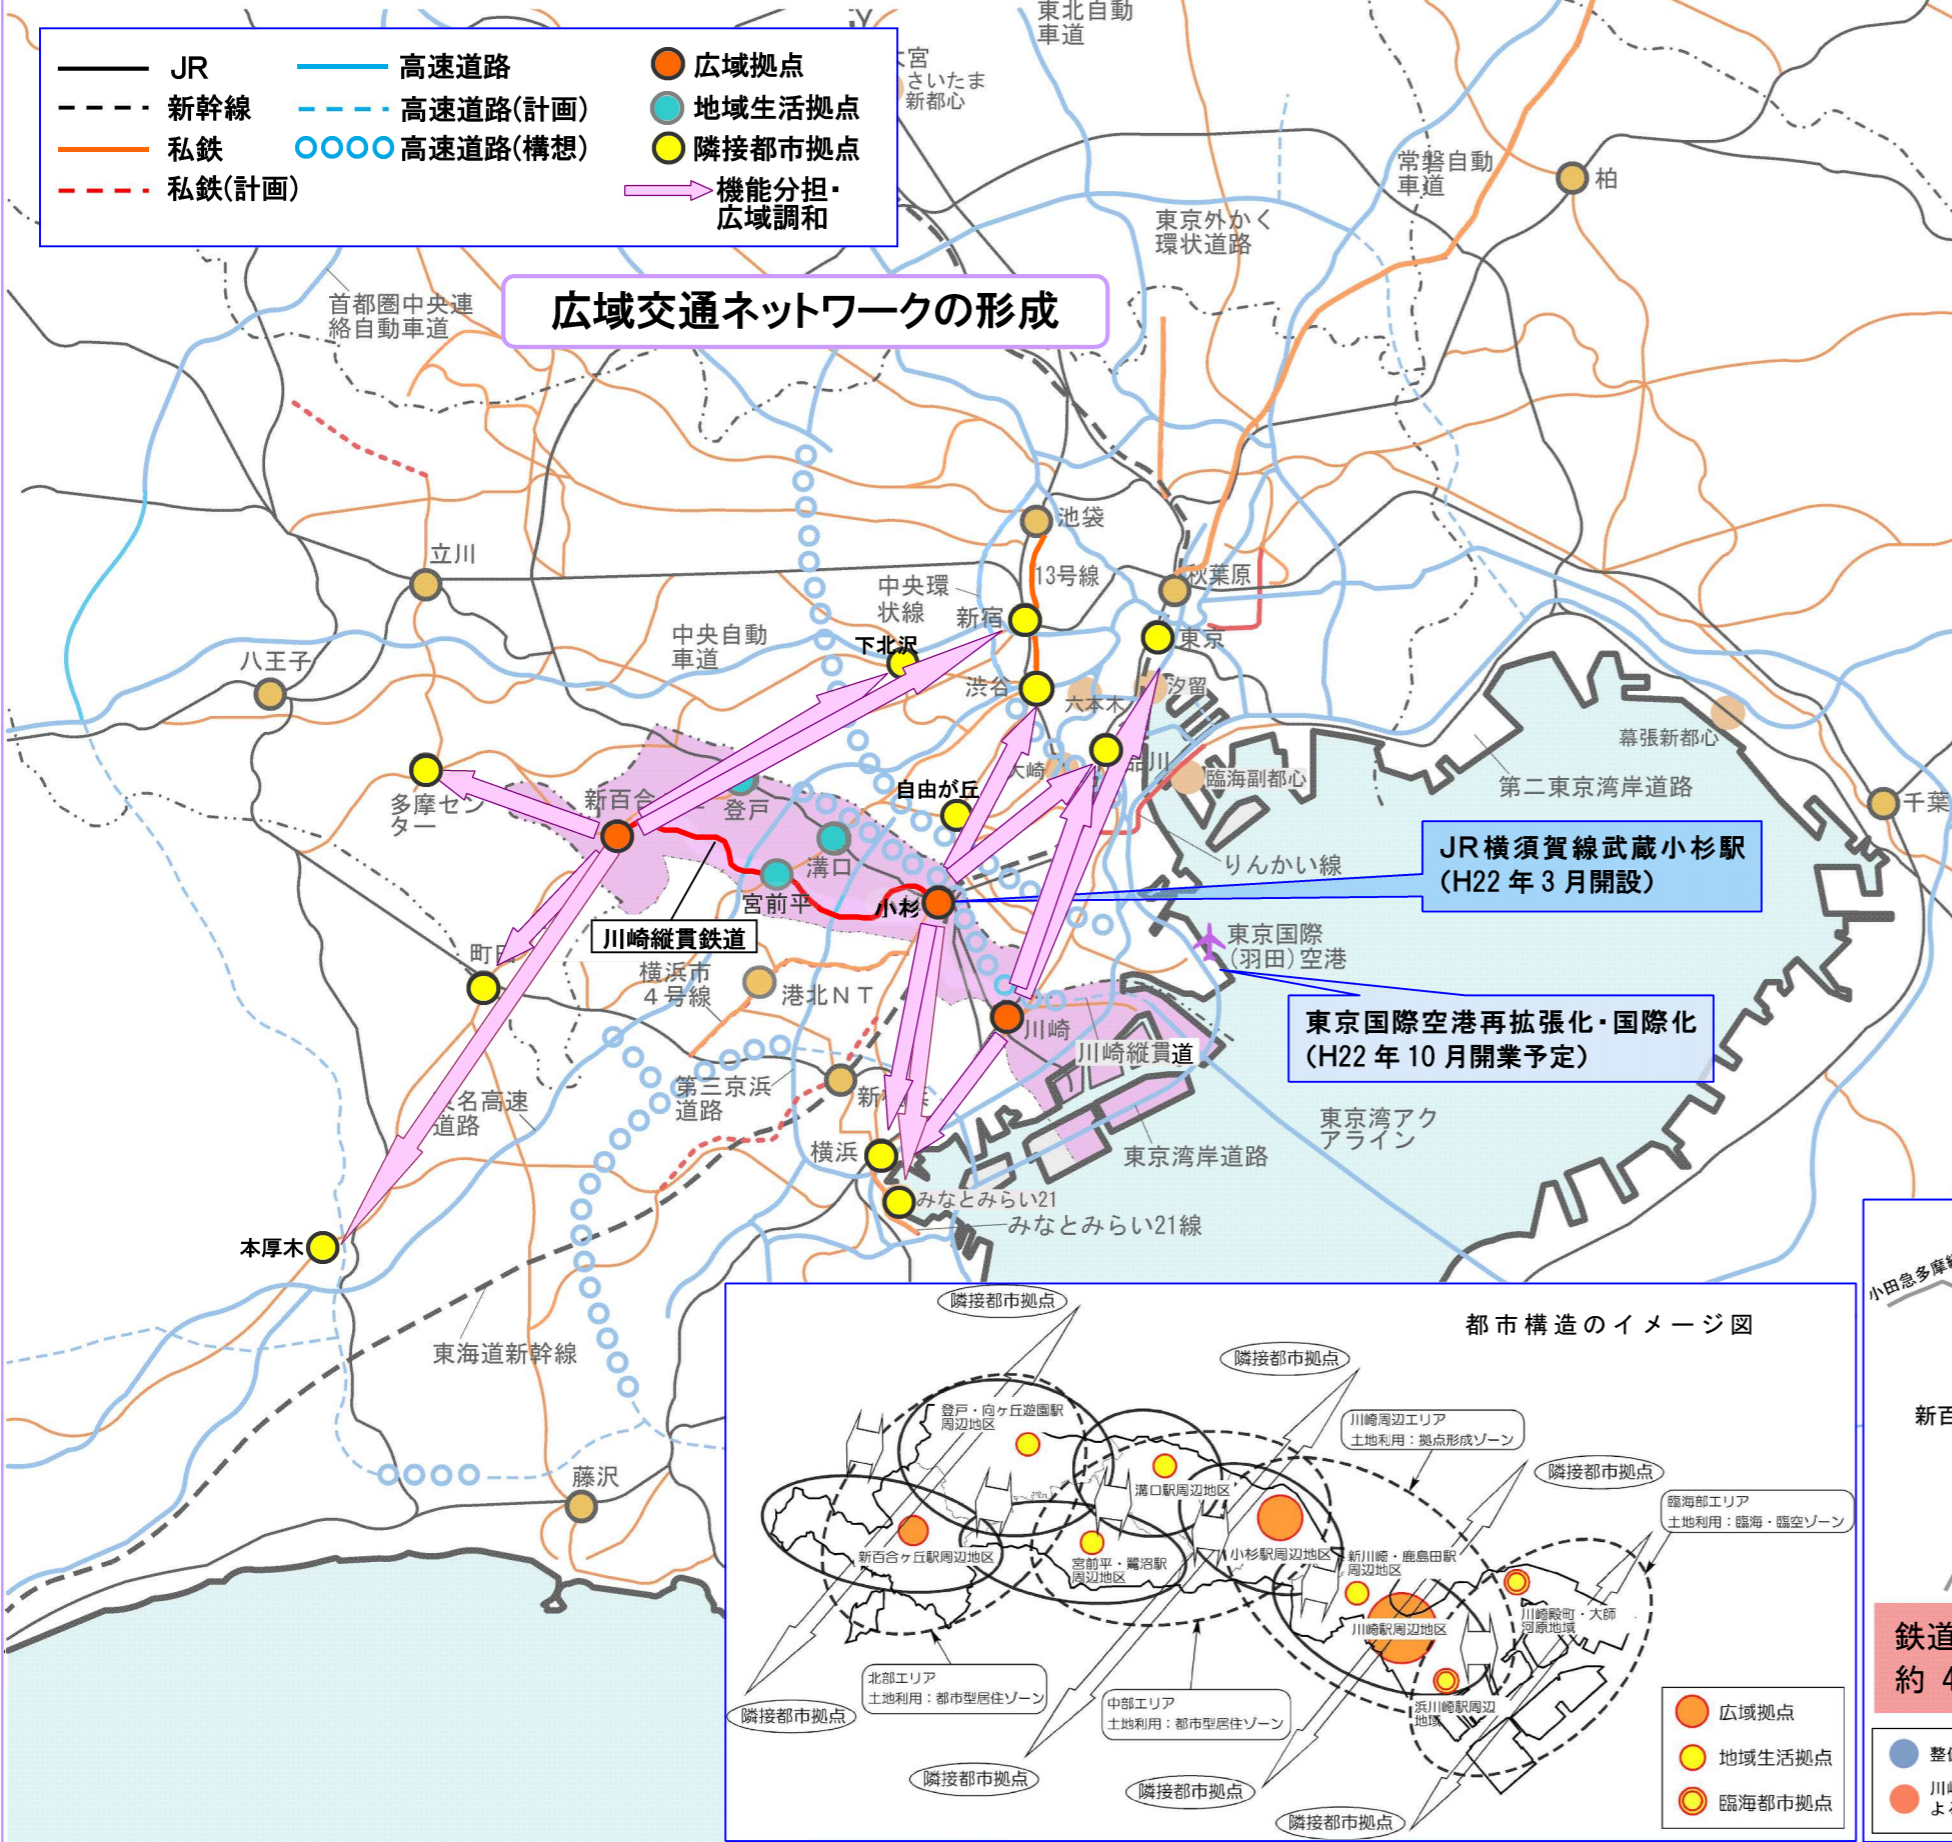 JR
新幹線
私鉄
私鉄(計画)
高速道路
高速道路(計画)
高速道路(構想)
広域拠点
地域生活拠点
隣接都市拠点
機能分担・
広域調和
東北自動
車道
宮
さいたま
新都心
常磐自動
車道
柏
東京外かく
環状道路
首都圏中央連
絡自動車道
広域交通ネットワークの形成
池袋
立川
13号線
秋葉原
中央環
状線
新宿
中央自動
車道
下北沢
東京
八王子
渋谷
六本木
汐留
幕張新都心
大崎
品川
臨海副都心
第二東京湾岸道路
千葉
多摩セン
ター
新百合
登戸
自由が丘
溝口
宮前平
小杉
りんかい線
JR横須賀線武蔵小杉駅
(H22年3月開設)
川崎縦貫鉄道
町田
横浜市
4号線
港北NT
東京国際
(羽田)空港
川崎
川崎縦貫道
東京国際空港再拡張化・国際化
(H22年10月開業予定)
名高速
道路
第三京浜
道路
新
東京湾アク
アライン
横浜
東京湾岸道路
みなとみらい21
みなとみらい21線
本厚木
東海道新幹線
藤沢
都市構造のイメージ図
隣接都市拠点
隣接都市拠点
登戸・向ヶ丘遊園駅
周辺地区
川崎周辺エリア
土地利用：拠点形成ゾーン
隣接都市拠点
溝口駅周辺地区
臨海部エリア
土地利用：臨海・臨空ゾーン
新百合ヶ丘駅周辺地区
宮前平・鷺沼駅
周辺地区
小杉駅周辺地区
新川崎・鹿島田駅
周辺地区
川崎殿町・大師
河原地域
川崎駅周辺地区
北部エリア
土地利用：都市型居住ゾーン
中部エリア
土地利用：都市型居住ゾーン
浜川崎駅周辺
地域
隣接都市拠点
隣接都市拠点
隣接都市拠点
隣接都市拠点
広域拠点
地域生活拠点
臨海都市拠点
小田急多摩
新百
鉄道
約 4
整
川
よ